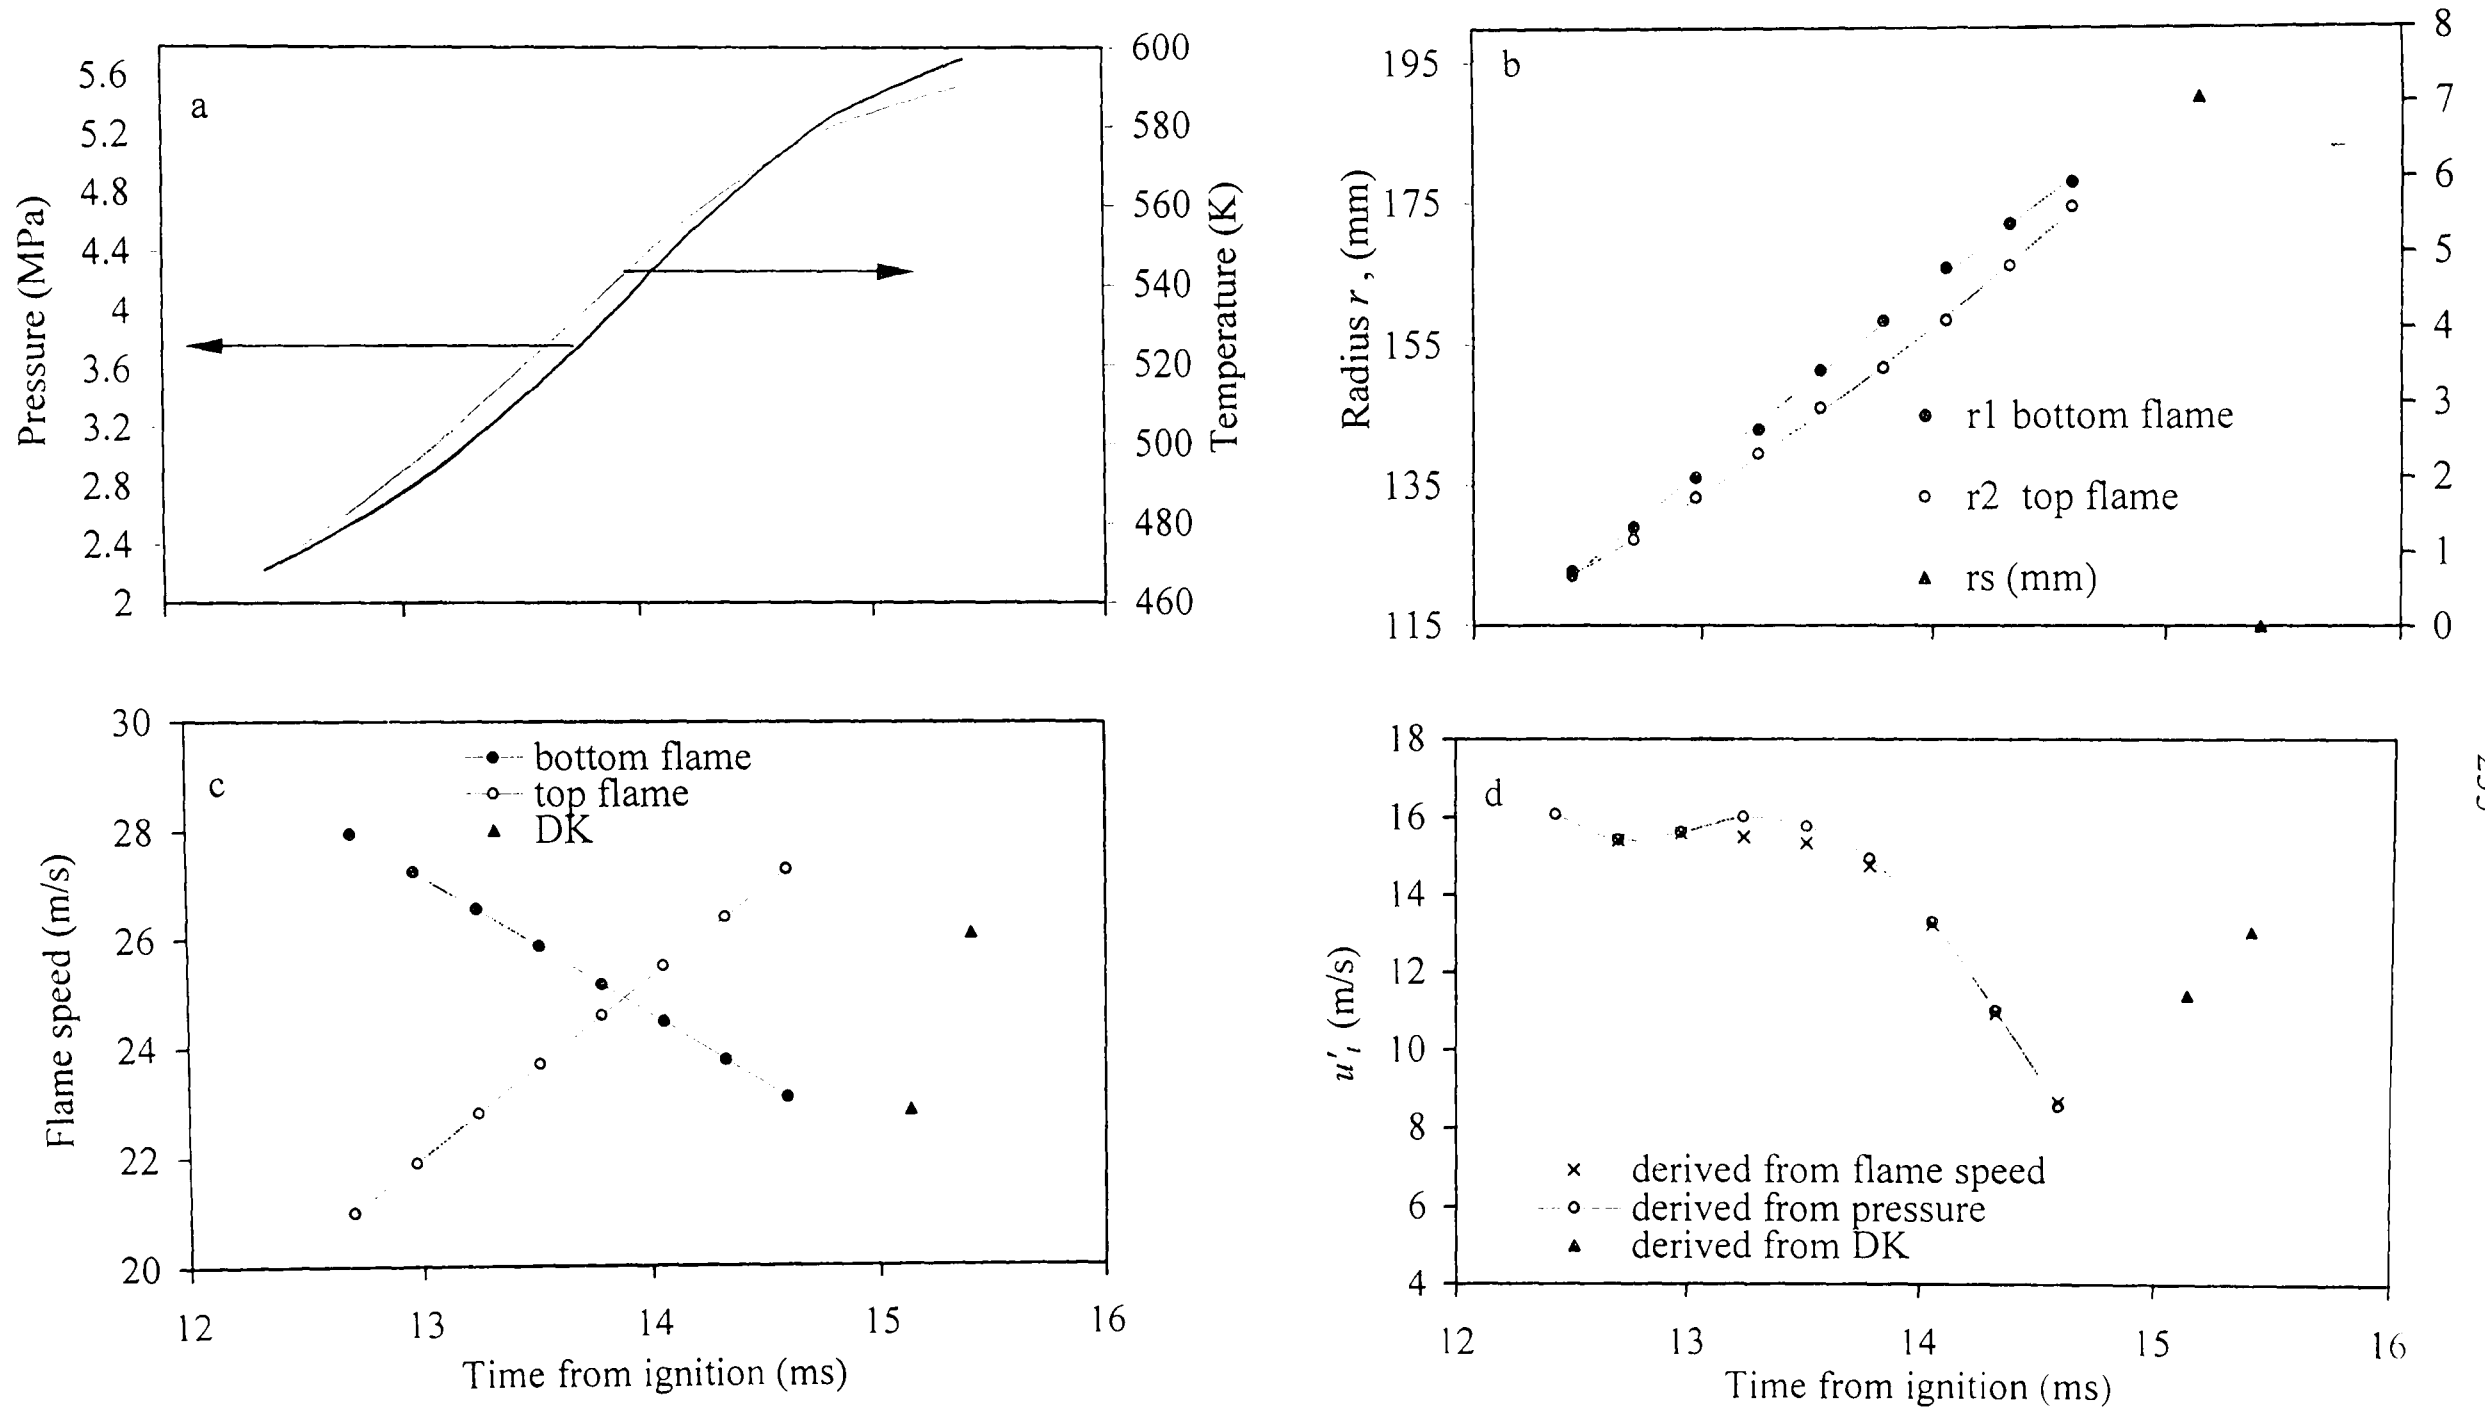 a
5.6
5.2
4.8
4.4
4
3.6
3.2
2.8
2.4
2
Pressure (MPa)
600
580
560
540
520
500
480
460
Temperature (K)
b
195
175
155
135
115
Radius r, (mm)
8
7
6
5
4
3
2
1
0
r1 bottom flame
r2 top flame
rs (mm)
c
30
28
26
24
22
20
Flame speed (m/s)
bottom flame
top flame
DK
12 13 14 15 16
Time from ignition (ms)
d
18
16
14
12
10
8
6
4
u't (m/s)
derived from flame speed
derived from pressure
derived from DK
12 13 14 15 16
Time from ignition (ms)